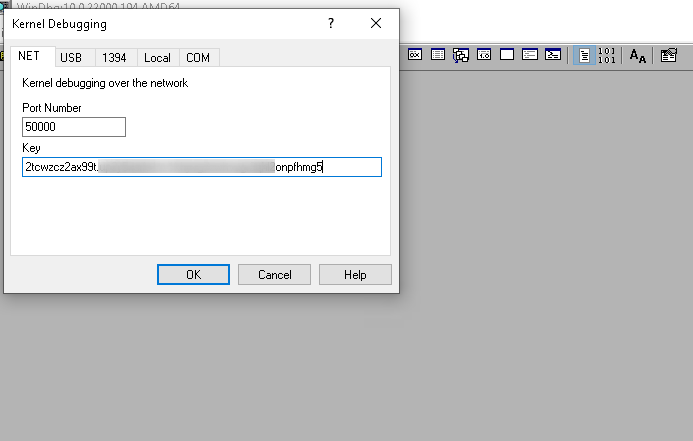 WinDbg:10.0.22000.194 AMD64
Kernel Debugging
NET USB 1394 Local COM
Kernel debugging over the network
Port Number
50000
Key
2tcwzcz2ax99t. onpfhmg5
OK Cancel Help
101
101
AA